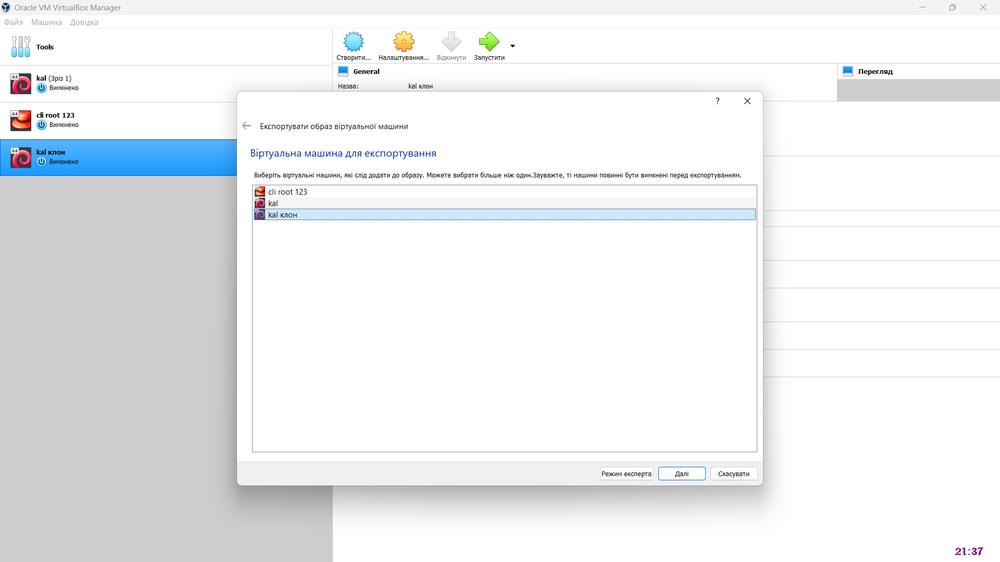 Oracle VM VirtualBox Manager
Файл Машина Довідка
Tools
Створити... Налаштування... Відкинути Запустити
64 kal (Зріз 1)
Вимкнено
64 cli root 123
Вимкнено
64 kal клон
Вимкнено
General
Назва: kal клон
Перегляд
?
Експортувати образ віртуальної машини
Віртуальна машина для експортування
Виберіть віртуальні машини, які слід додати до образу. Можете вибрати більше ніж один.Зауважте, ті машини повинні бути вимкнені перед експортуванням.
cli root 123
kal
kal клон
Режим експерта Далі Скасувати
21:37